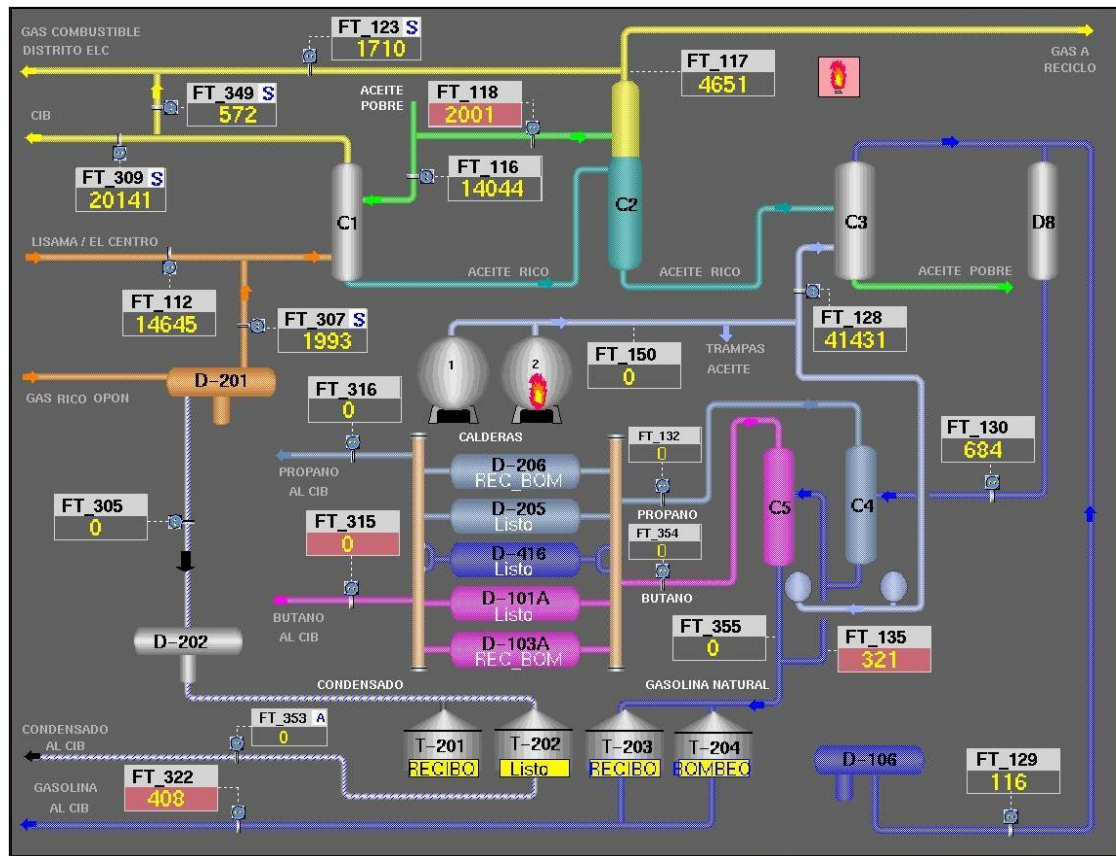 GAS COMBUSTIBLE
DISTRITO ELC
FT_123 S
1710
GAS A
RECICLO
FT_117
4651
FT_349 S
572
CIB
ACEITE
POBRE
FT_118
2001
FT_309 S
20141
FT_116
14044
C1
C2
C3
D8
LISAMA / EL CENTRO
ACEITE RICO
ACEITE RICO
ACEITE POBRE
FT_112
14645
FT_307 S
1993
FT_128
41431
D-201
GAS RICO OPON
1
2
FT_150
0
TRAMPAS
ACEITE
CALDERAS
FT_316
0
PROPANO
AL CIB
D-206
REC_BOM
D-205
Listo
D-416
Listo
D-101A
Listo
D-103A
REC_BOM
FT_132
0
PROPANO
FT_354
0
BUTANO
C5
C4
FT_130
684
FT_305
0
FT_315
0
BUTANO
AL CIB
D-202
FT_355
0
FT_135
321
CONDENSADO
GASOLINA NATURAL
CONDENSADO
AL CIB
FT_353 A
0
T-201
RECIBO
T-202
Listo
T-203
RECIBO
T-204
BOMBEO
D-106
FT_129
116
GASOLINA
AL CIB
FT_322
408